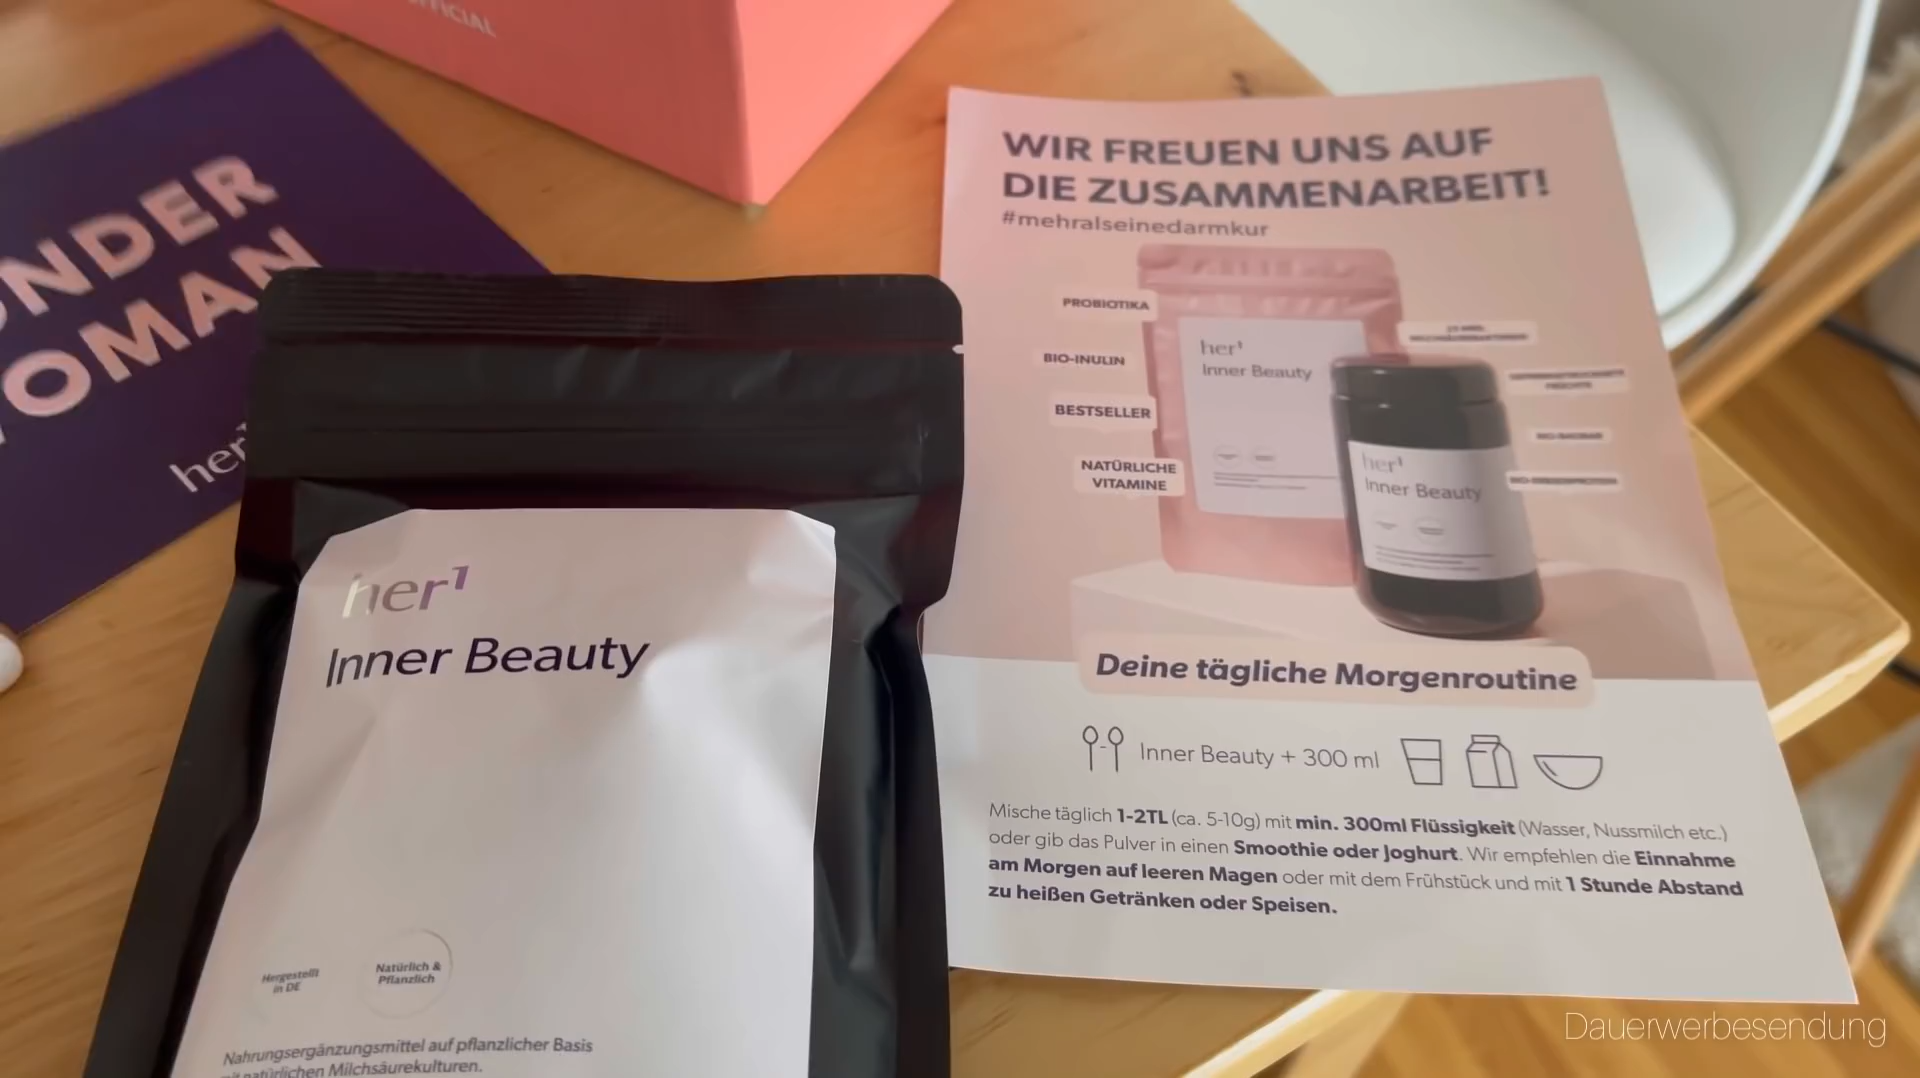 OFFICIAL
WONDER
WOMAN
her¹
her¹
Inner Beauty
Hergestellt
in DE
Natürlich &
Pflanzlich
Nahrungsergänzungsmittel auf pflanzlicher Basis
mit natürlichen Milchsäurekulturen.
WIR FREUEN UNS AUF
DIE ZUSAMMENARBEIT!
#mehralseinedarmkur
PROBIOTIKA
BIO-INULIN
BESTSELLER
NATÜRLICHE
VITAMINE
her¹
Inner Beauty
her¹
Inner Beauty
Deine tägliche Morgenroutine
Inner Beauty + 300 ml
Mische täglich 1-2TL (ca. 5-10g) mit min. 300ml Flüssigkeit (Wasser, Nussmilch etc.)
oder gib das Pulver in einen Smoothie oder Joghurt. Wir empfehlen die Einnahme
am Morgen auf leeren Magen oder mit dem Frühstück und mit 1 Stunde Abstand
zu heißen Getränken oder Speisen.
Dauerwerbesendung